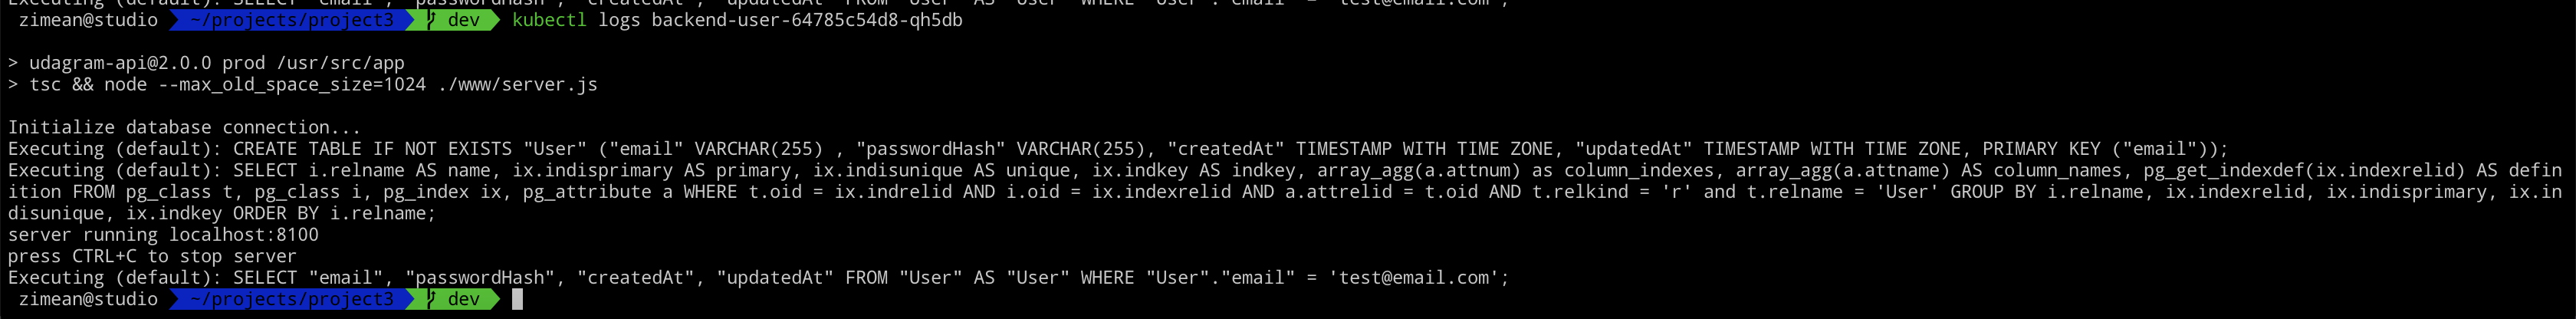 Executing (default): SELECT "email", "passwordHash", "createdAt", "updatedAt" FROM "User" AS "User" WHERE "User"."email" = 'test@email.com';
zimean@studio ~/projects/project3 dev kubectl logs backend-user-64785c54d8-qh5db
> udagram-api@2.0.0 prod /usr/src/app
> tsc && node --max_old_space_size=1024 ./www/server.js
Initialize database connection...
Executing (default): CREATE TABLE IF NOT EXISTS "User" ("email" VARCHAR(255) , "passwordHash" VARCHAR(255), "createdAt" TIMESTAMP WITH TIME ZONE, "updatedAt" TIMESTAMP WITH TIME ZONE, PRIMARY KEY ("email"));
Executing (default): SELECT i.relname AS name, ix.indisprimary AS primary, ix.indisunique AS unique, ix.indkey AS indkey, array_agg(a.attnum) as column_indexes, array_agg(a.attname) AS column_names, pg_get_indexdef(ix.indexrelid) AS defin
ition FROM pg_class t, pg_class i, pg_index ix, pg_attribute a WHERE t.oid = ix.indrelid AND i.oid = ix.indexrelid AND a.attrelid = t.oid AND t.relkind = 'r' and t.relname = 'User' GROUP BY i.relname, ix.indexrelid, ix.indisprimary, ix.in
disunique, ix.indkey ORDER BY i.relname;
server running localhost:8100
press CTRL+C to stop server
Executing (default): SELECT "email", "passwordHash", "createdAt", "updatedAt" FROM "User" AS "User" WHERE "User"."email" = 'test@email.com';
zimean@studio ~/projects/project3 dev